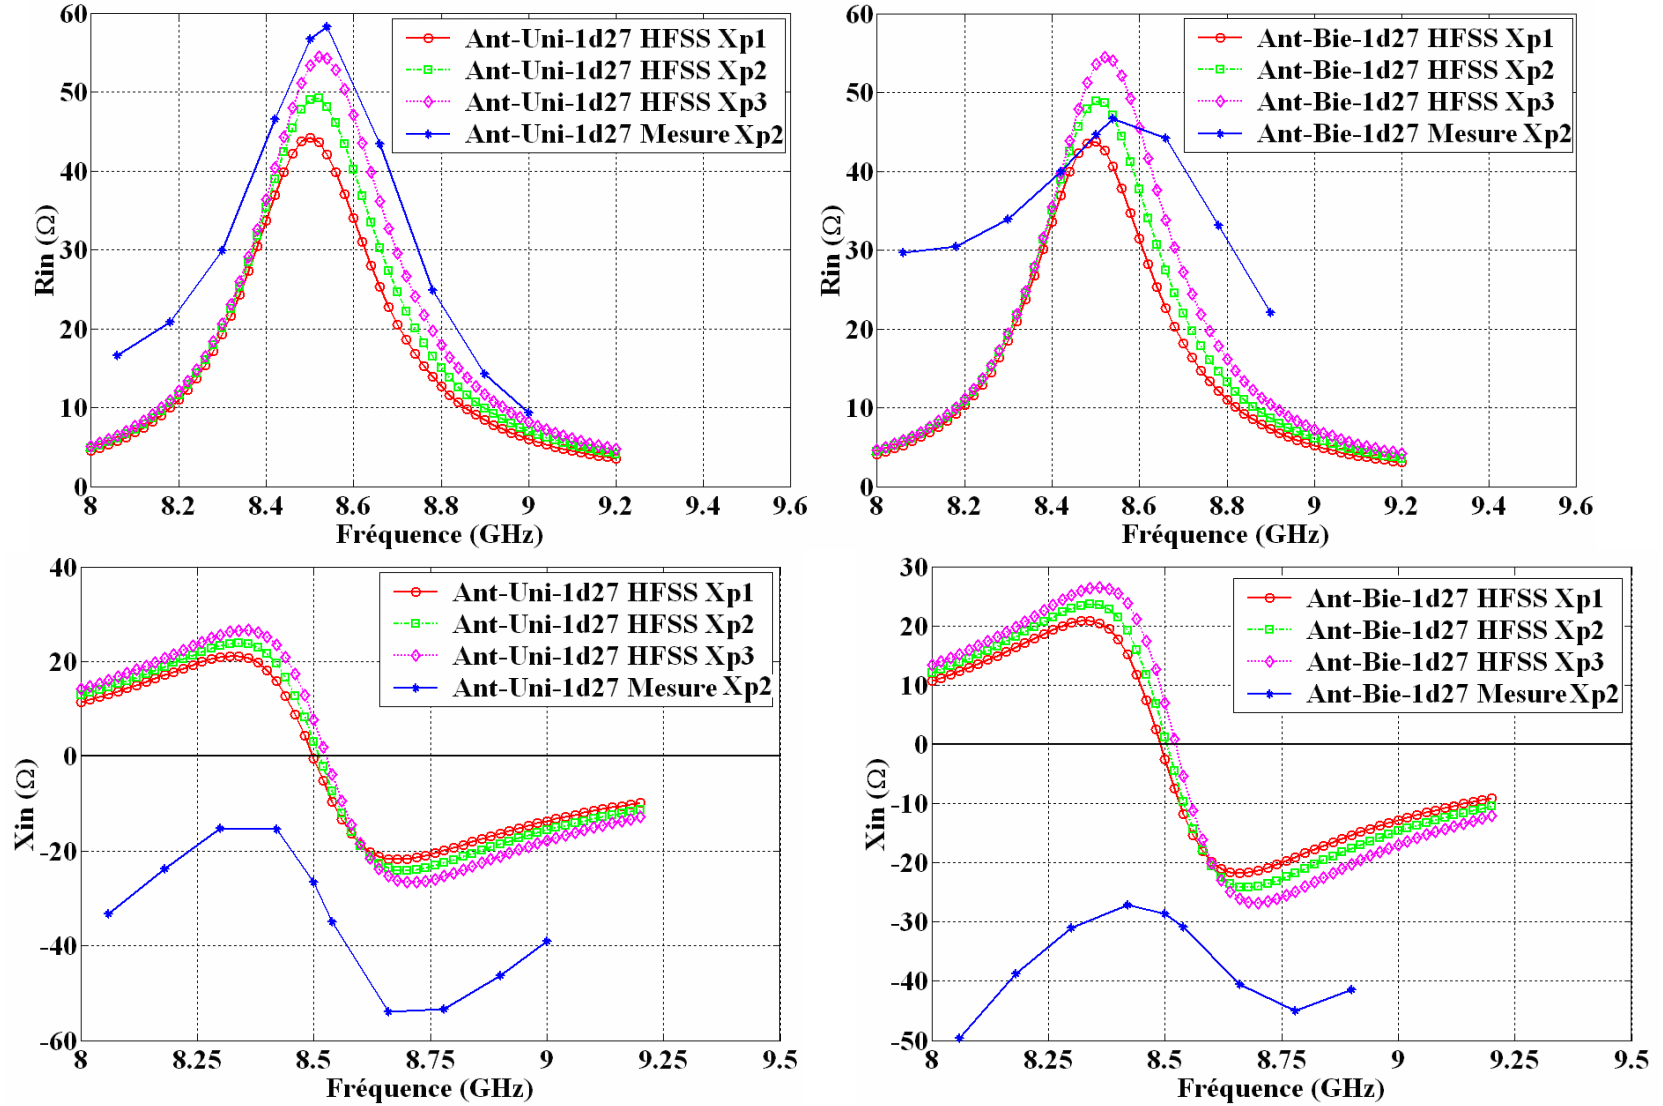 60
50
40
30
20
10
0
Rin (Ω)
Ant-Uni-1d27 HFSS Xp1
Ant-Uni-1d27 HFSS Xp2
Ant-Uni-1d27 HFSS Xp3
Ant-Uni-1d27 Mesure Xp2
8 8.2 8.4 8.6 8.8 9 9.2 9.4 9.6
Fréquence (GHz)
60
50
40
30
20
10
0
Rin (Ω)
Ant-Bie-1d27 HFSS Xp1
Ant-Bie-1d27 HFSS Xp2
Ant-Bie-1d27 HFSS Xp3
Ant-Bie-1d27 Mesure Xp2
8 8.2 8.4 8.6 8.8 9 9.2 9.4 9.6
Fréquence (GHz)
40
20
0
-20
-40
-60
Xin (Ω)
Ant-Uni-1d27 HFSS Xp1
Ant-Uni-1d27 HFSS Xp2
Ant-Uni-1d27 HFSS Xp3
Ant-Uni-1d27 Mesure Xp2
8 8.25 8.5 8.75 9 9.25 9.5
Fréquence (GHz)
30
20
10
0
-10
-20
-30
-40
-50
Xin (Ω)
Ant-Bie-1d27 HFSS Xp1
Ant-Bie-1d27 HFSS Xp2
Ant-Bie-1d27 HFSS Xp3
Ant-Bie-1d27 Mesure Xp2
8 8.25 8.5 8.75 9 9.25 9.5
Fréquence (GHz)